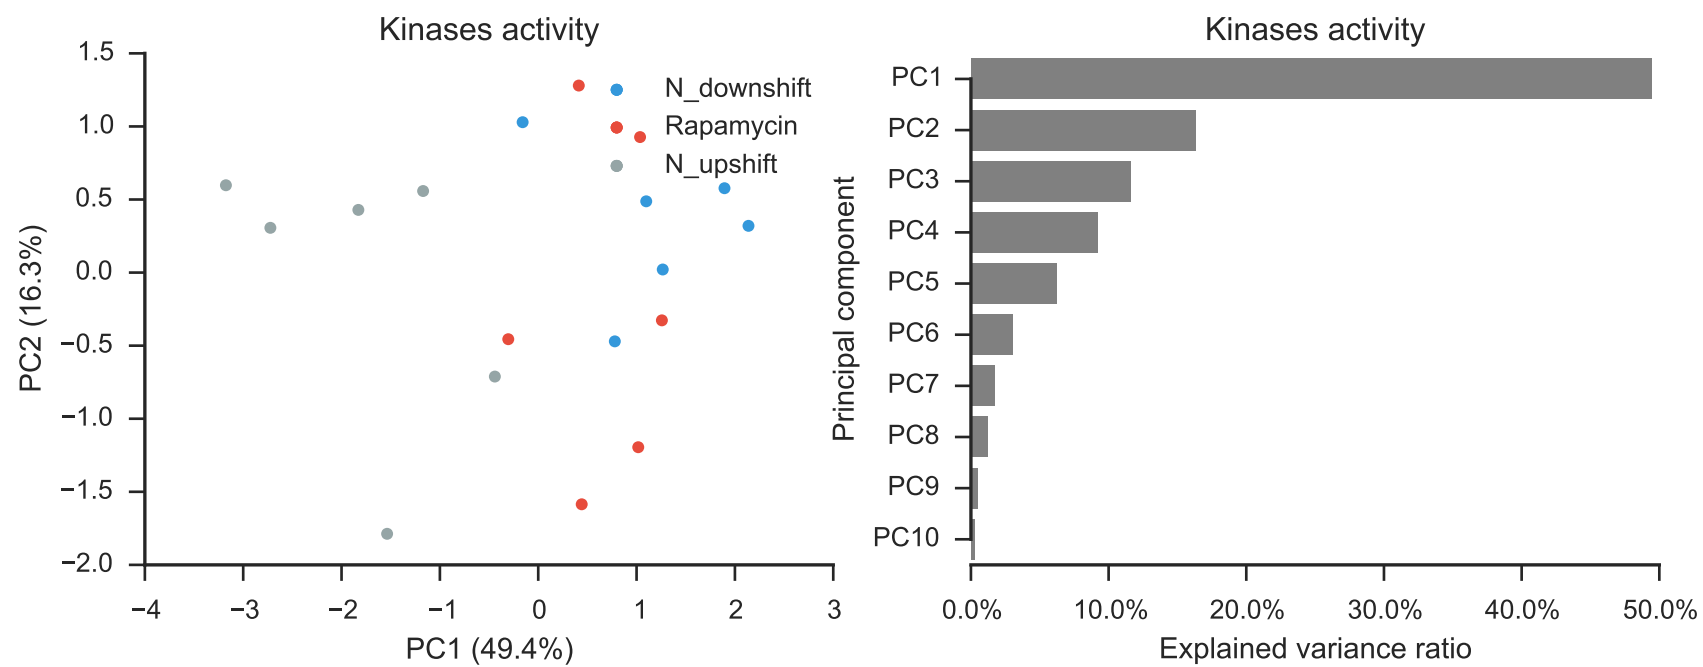 Kinases activity
1.5
1.0
0.5
0.0
−0.5
−1.0
−1.5
−2.0
PC2 (16.3%)
N_downshift
Rapamycin
N_upshift
−4 −3 −2 −1 0 1 2 3
PC1 (49.4%)
Kinases activity
Principal component
PC1
PC2
PC3
PC4
PC5
PC6
PC7
PC8
PC9
PC10
0.0% 10.0% 20.0% 30.0% 40.0% 50.0%
Explained variance ratio